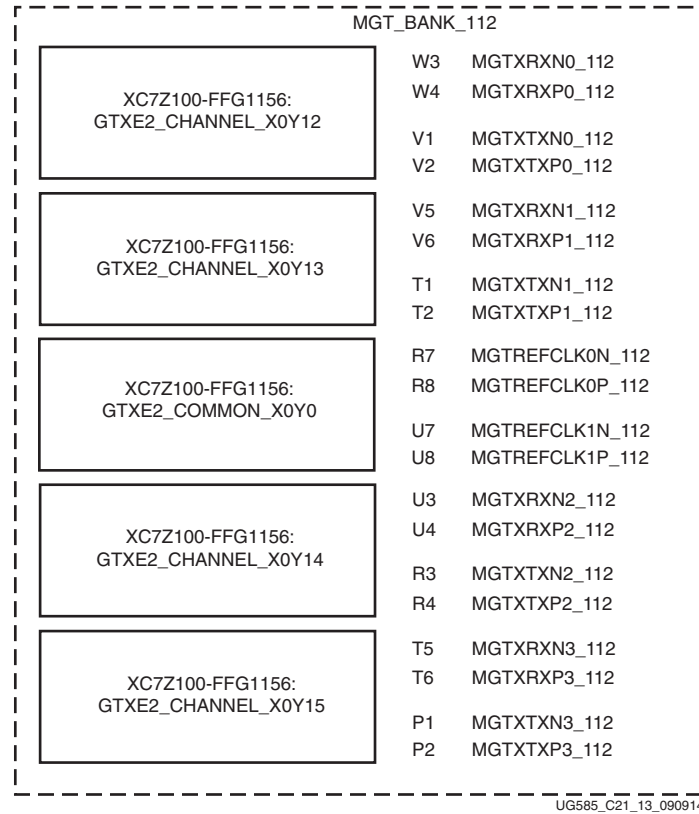 MGT_BANK_112
XC7Z100-FFG1156:
GTXE2_CHANNEL_X0Y12
W3 MGTXRXN0_112
W4 MGTXRXP0_112
V1 MGTXTXN0_112
V2 MGTXTXP0_112
XC7Z100-FFG1156:
GTXE2_CHANNEL_X0Y13
V5 MGTXRXN1_112
V6 MGTXRXP1_112
T1 MGTXTXN1_112
T2 MGTXTXP1_112
XC7Z100-FFG1156:
GTXE2_COMMON_X0Y0
R7 MGTREFCLK0N_112
R8 MGTREFCLK0P_112
U7 MGTREFCLK1N_112
U8 MGTREFCLK1P_112
XC7Z100-FFG1156:
GTXE2_CHANNEL_X0Y14
U3 MGTXRXN2_112
U4 MGTXRXP2_112
R3 MGTXTXN2_112
R4 MGTXTXP2_112
XC7Z100-FFG1156:
GTXE2_CHANNEL_X0Y15
T5 MGTXRXN3_112
T6 MGTXRXP3_112
P1 MGTXTXN3_112
P2 MGTXTXP3_112
UG585_C21_13_090914